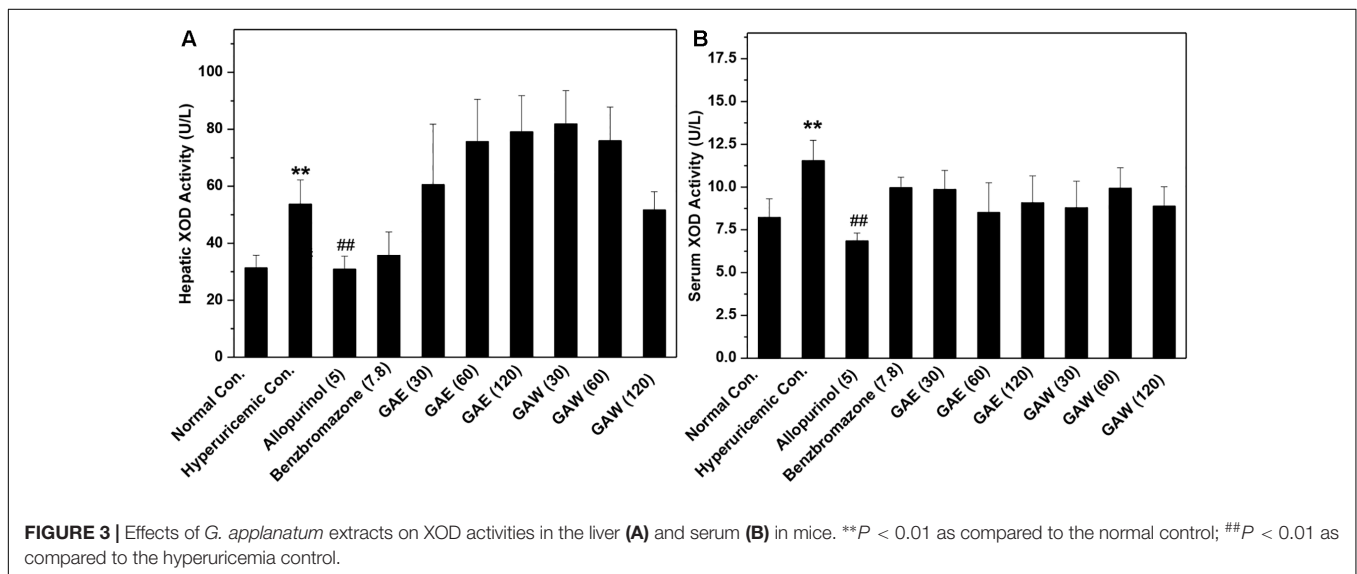 A
Hepatic XOD Activity (U/L)
100
80
60
40
20
0
**
##
Normal Con.
Hyperuricemic Con.
Allopurinol (5)
Benzbromazone (7.8)
GAE (30)
GAE (60)
GAE (120)
GAW (30)
GAW (60)
GAW (120)
B
Serum XOD Activity (U/L)
17.5
15.0
12.5
10.0
7.5
5.0
2.5
0.0
**
##
Normal Con.
Hyperuricemic Con.
Allopurinol (5)
Benzbromazone (7.8)
GAE (30)
GAE (60)
GAE (120)
GAW (30)
GAW (60)
GAW (120)
FIGURE 3 | Effects of G. applanatum extracts on XOD activities in the liver (A) and serum (B) in mice. **P < 0.01 as compared to the normal control; ##P < 0.01 as
compared to the hyperuricemia control.